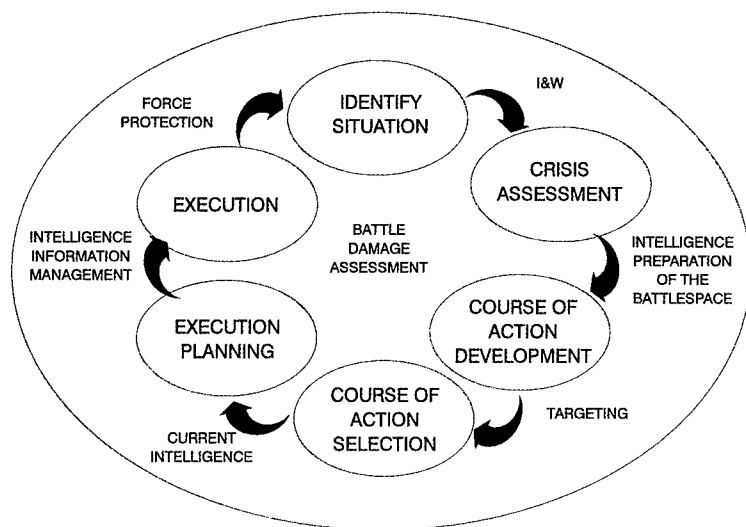 IDENTIFY
SITUATION
I&W
CRISIS
ASSESSMENT
INTELLIGENCE
PREPARATION
OF THE
BATTLESPACE
COURSE OF
ACTION
DEVELOPMENT
TARGETING
COURSE OF
ACTION
SELECTION
CURRENT
INTELLIGENCE
EXECUTION
PLANNING
INTELLIGENCE
INFORMATION
MANAGEMENT
EXECUTION
FORCE
PROTECTION
BATTLE
DAMAGE
ASSESSMENT